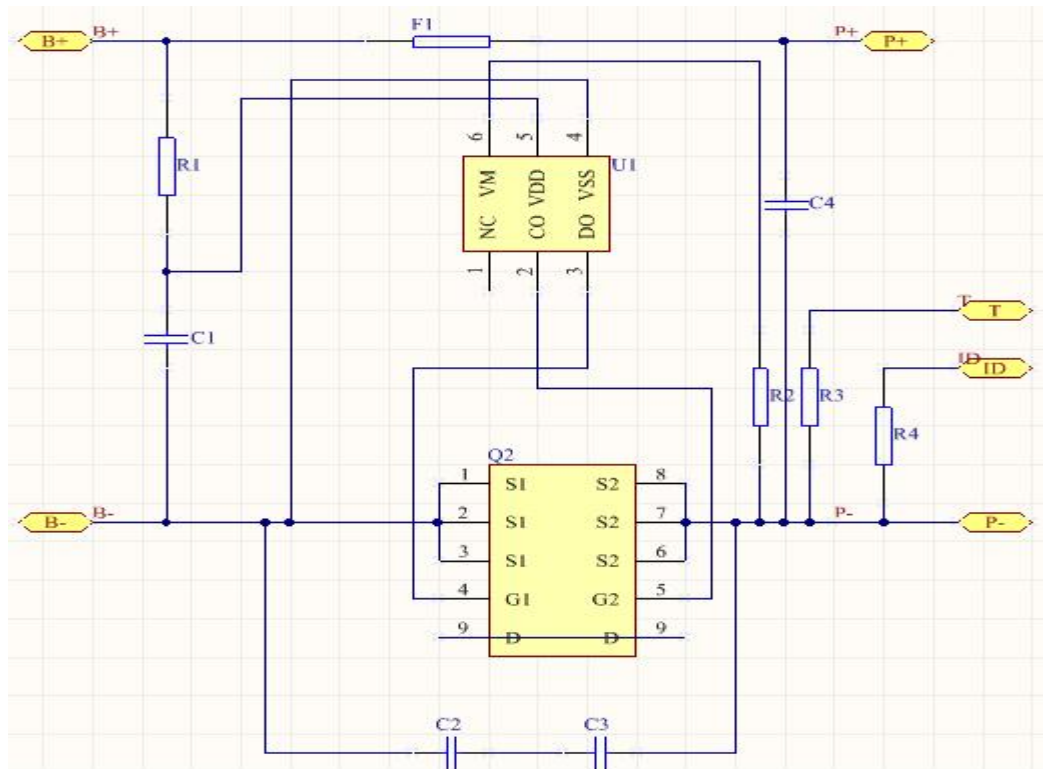 F1
B+ B+ P+ P+
6 5 4
U1
R1
VM VDD VSS
NC CO DO
C4
1 2 3
T
T
C1
ID
ID
R2 R3
R4
Q2
1 S1 S2 8
B- B- 2 S1 S2 7 P- P-
3 S1 S2 6
4 G1 G2 5
9 D D 9
C2 C3